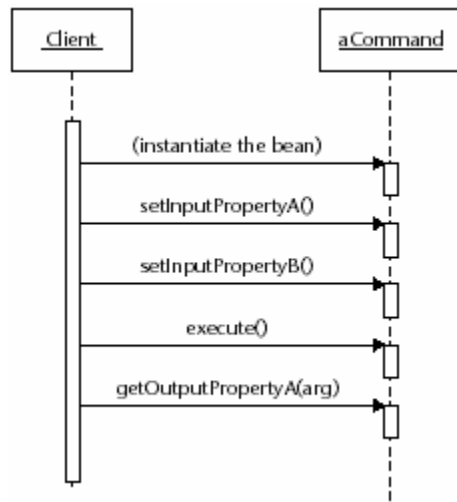 Client
aCommand
(instantiate the bean)
setInputPropertyA()
setInputPropertyB()
execute()
getOutputPropertyA(arg)